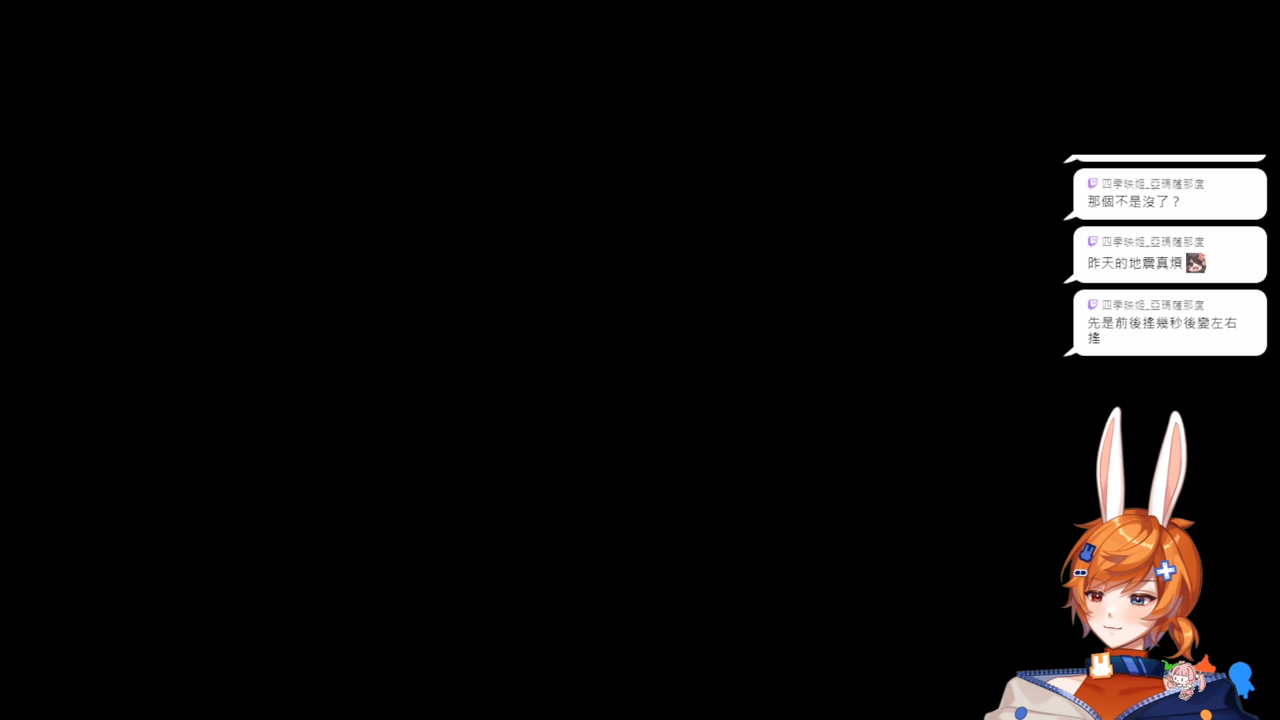 四季映姬_亞瑪薩那度
那個不是沒了？
四季映姬_亞瑪薩那度
昨天的地震真煩
四季映姬_亞瑪薩那度
先是前後搖幾秒後變左右
搖